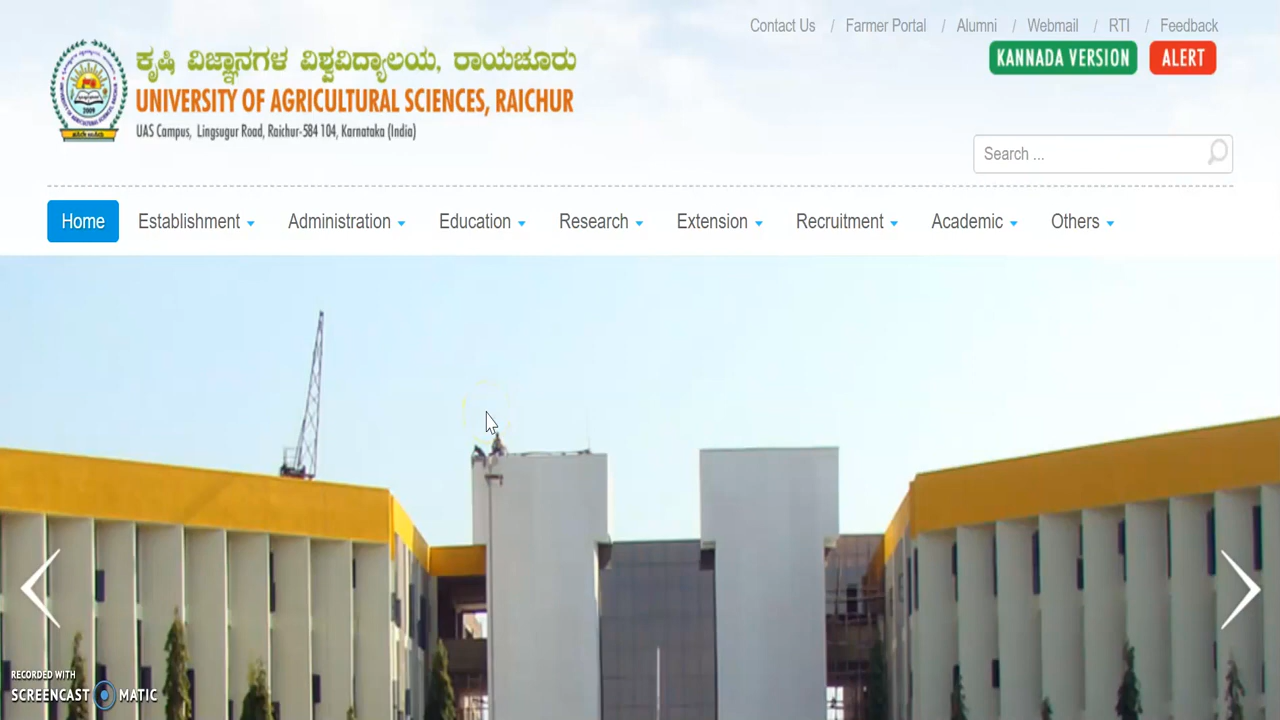 Contact Us / Farmer Portal / Alumni / Webmail / RTI / Feedback
KANNADA VERSION ALERT
ಕೃಷಿ ವಿಜ್ಞಾನಗಳ ವಿಶ್ವವಿದ್ಯಾಲಯ, ರಾಯಚೂರು
UNIVERSITY OF AGRICULTURAL SCIENCES, RAICHUR
UAS Campus, Lingsugur Road, Raichur-584 104, Karnataka (India)
2009
Search ...
Home Establishment Administration Education Research Extension Recruitment Academic Others
RECORDED WITH
SCREENCAST MATIC